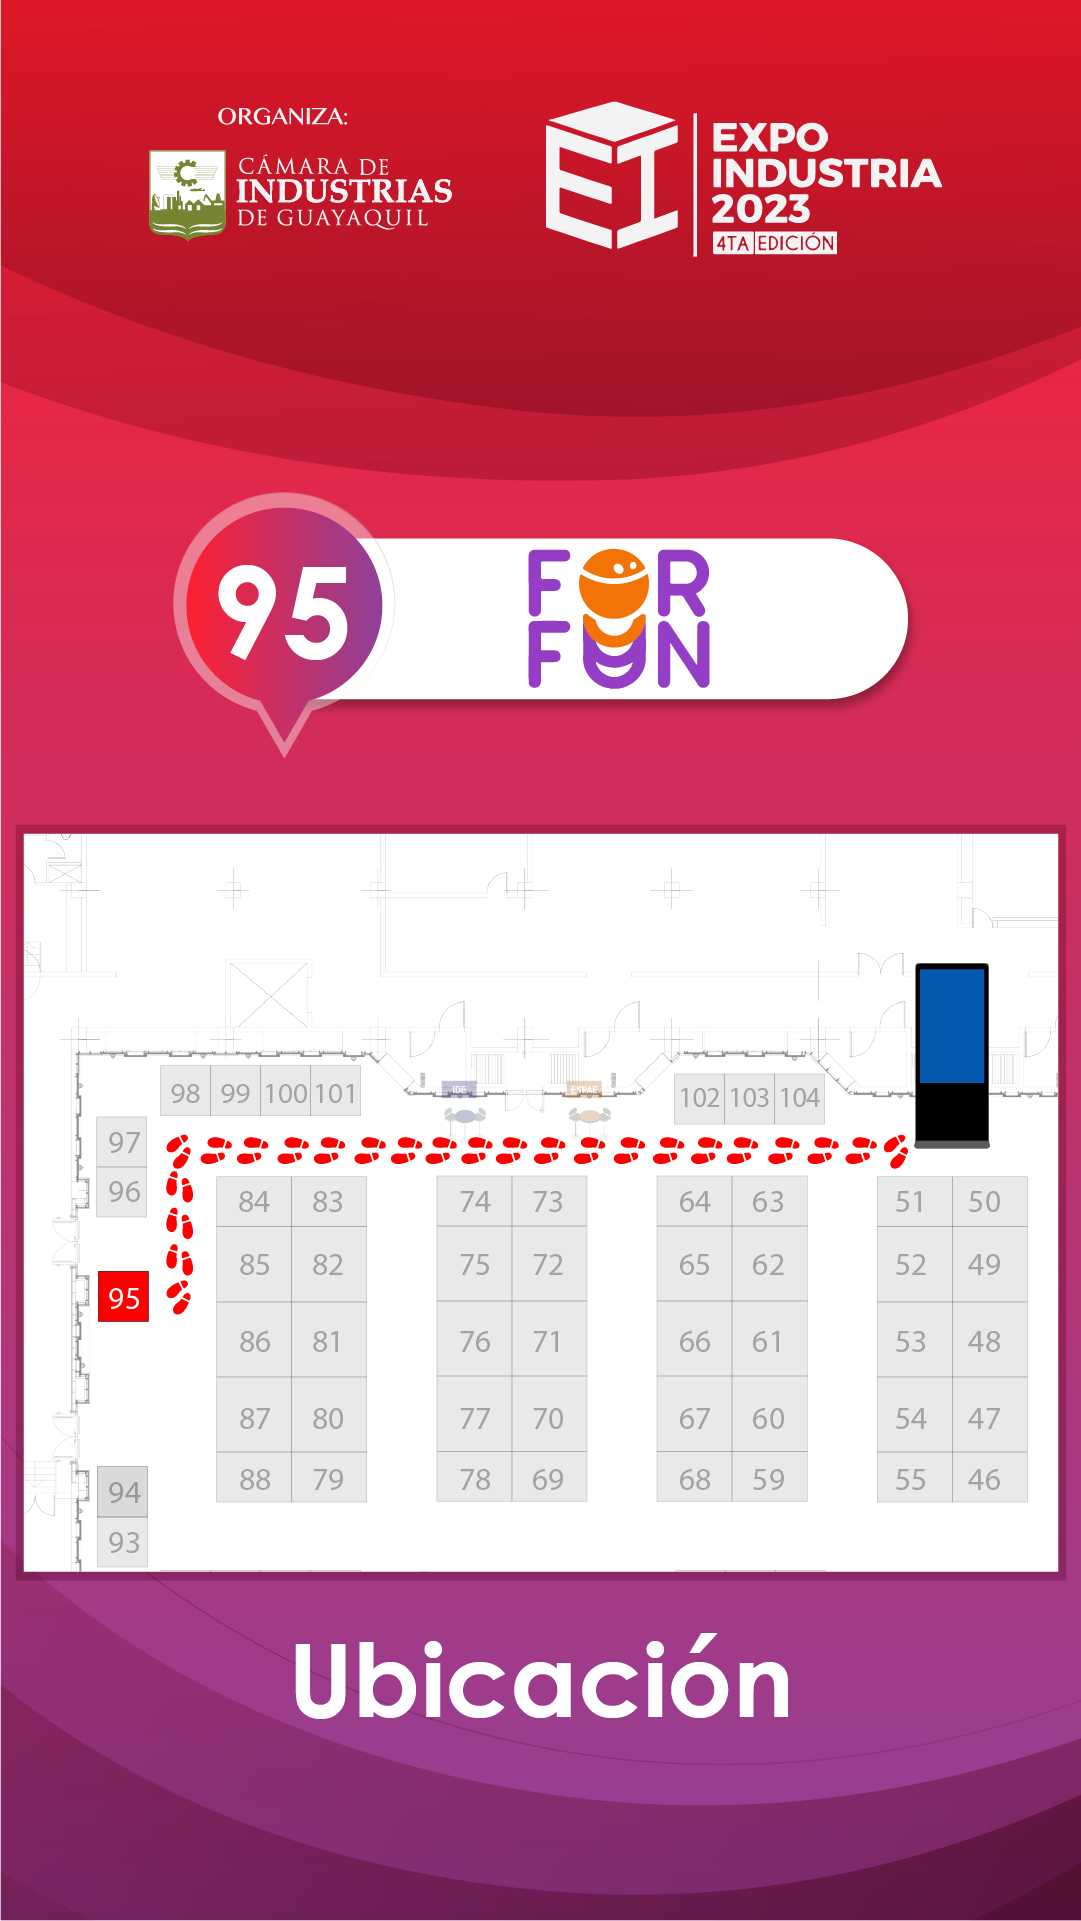 ORGANIZA:
CÁMARA DE
INDUSTRIAS
DE GUAYAQUIL
EI
EXPO
INDUSTRIA
2023
4TA EDICIÓN
95
FOR
FUN
98 99 100 101
IDE
ESPAE
102 103 104
97
96
95
94
93
84 83
85 82
86 81
87 80
88 79
74 73
75 72
76 71
77 70
78 69
64 63
65 62
66 61
67 60
68 59
51 50
52 49
53 48
54 47
55 46
Ubicación